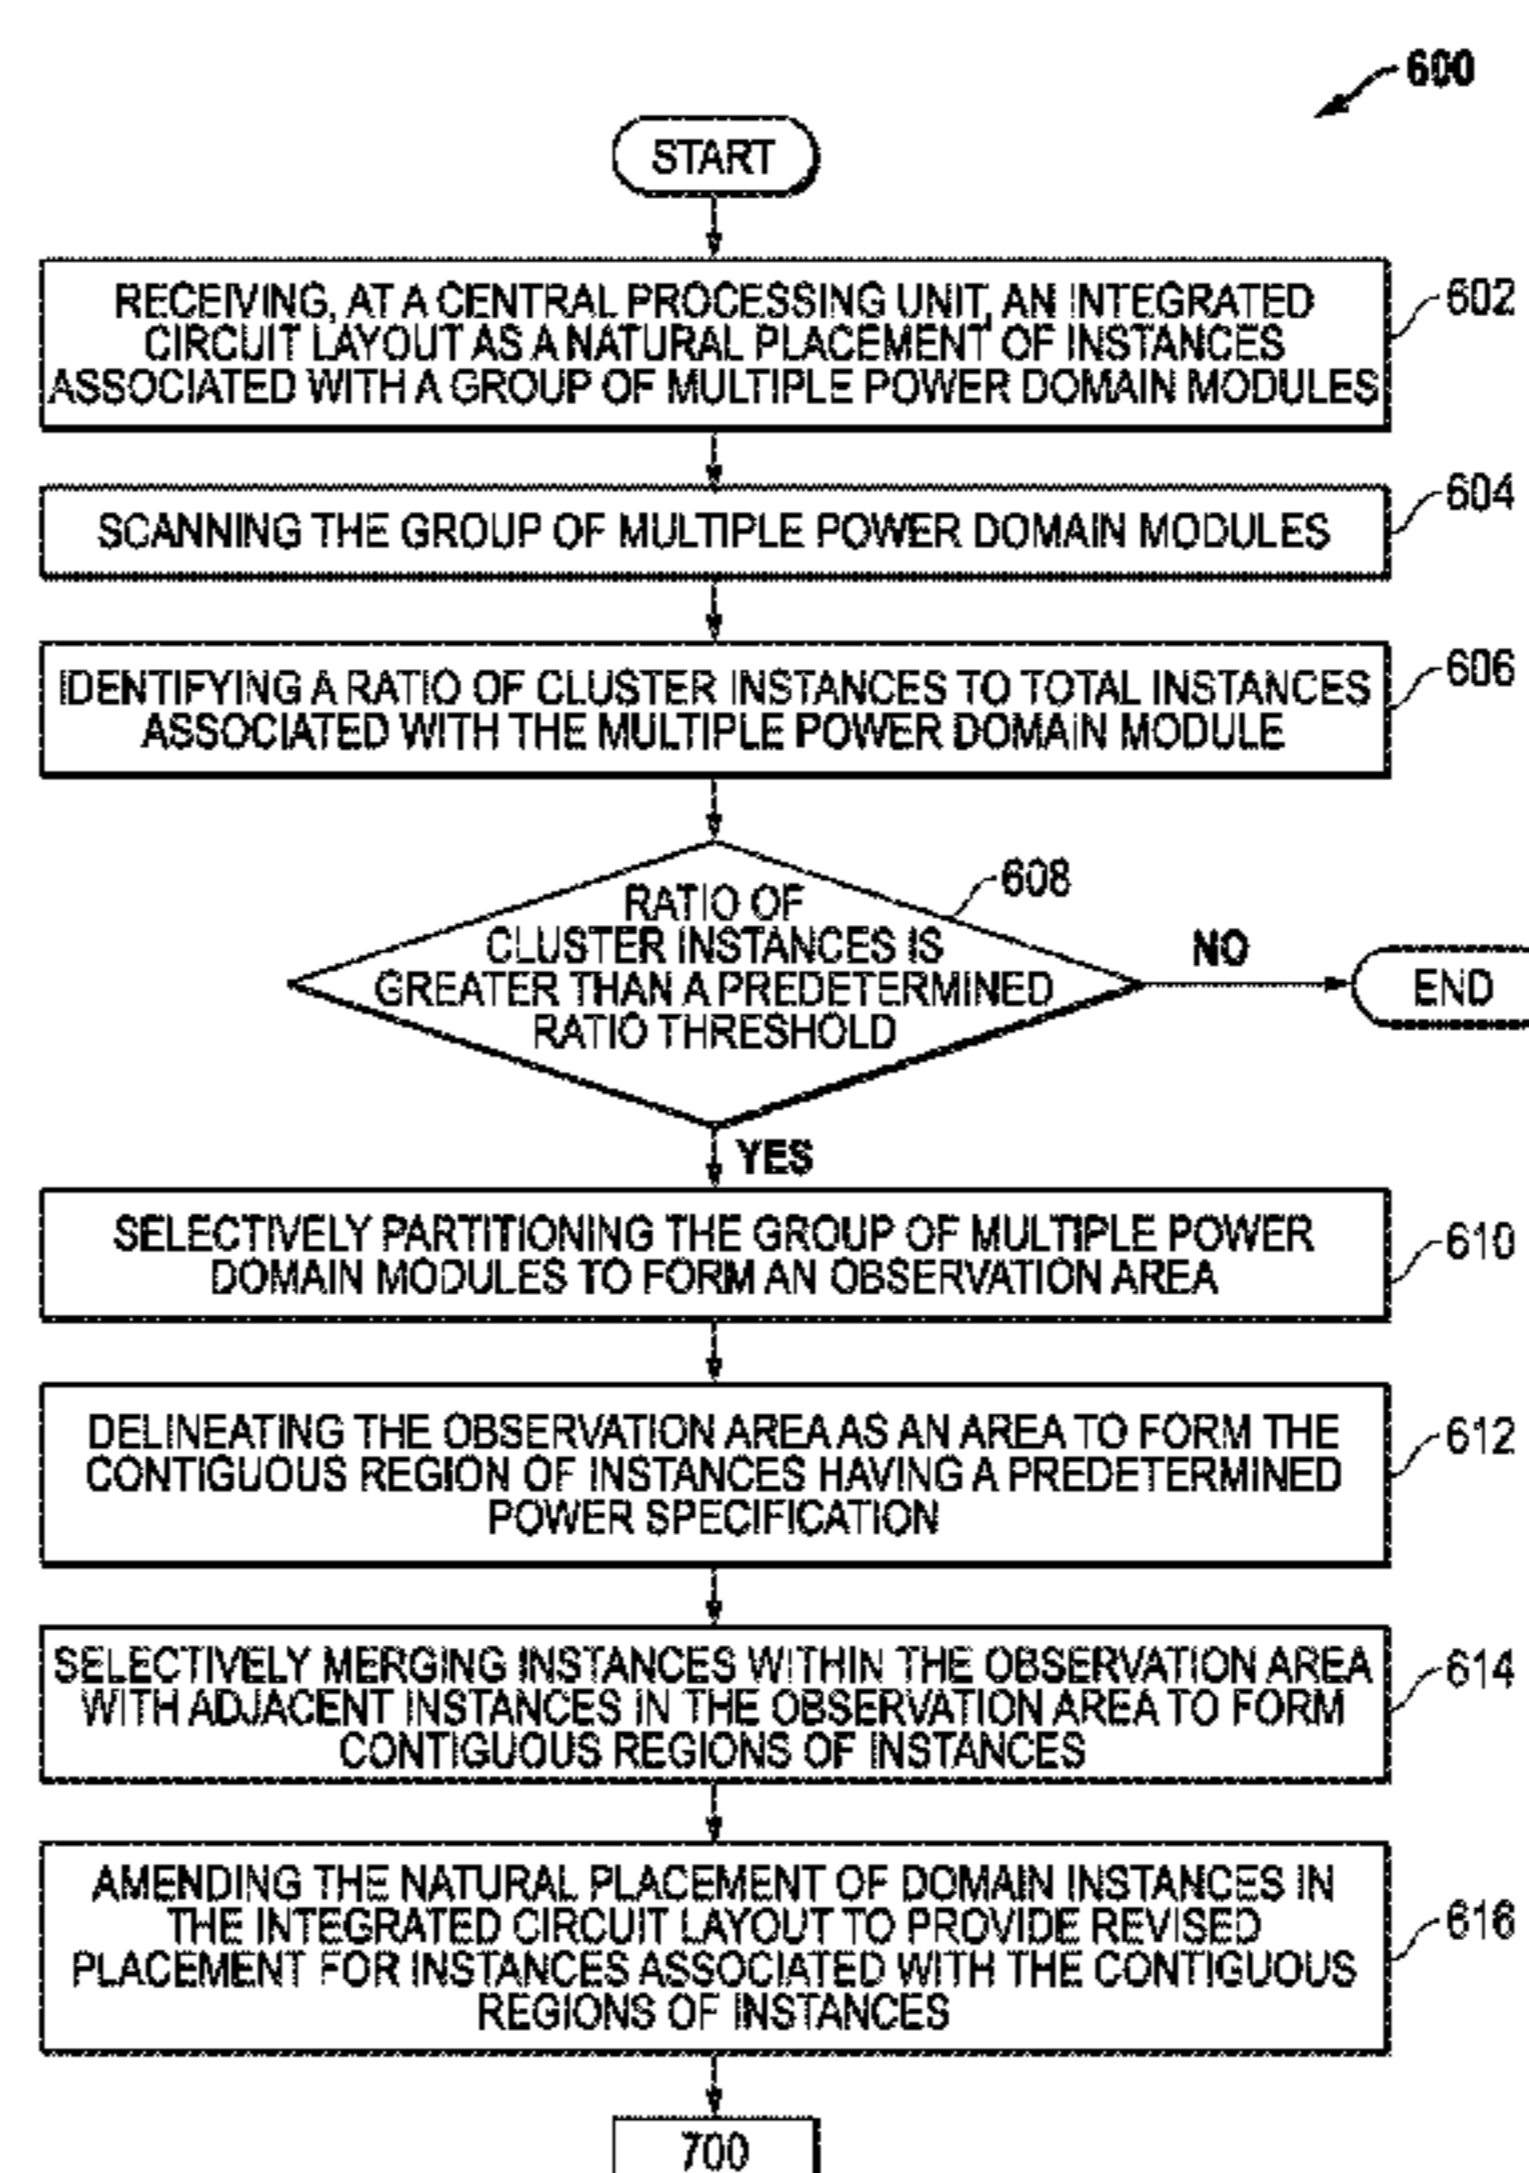 600
START
RECEIVING, AT A CENTRAL PROCESSING UNIT, AN INTEGRATED
CIRCUIT LAYOUT AS A NATURAL PLACEMENT OF INSTANCES
ASSOCIATED WITH A GROUP OF MULTIPLE POWER DOMAIN MODULES
602
SCANNING THE GROUP OF MULTIPLE POWER DOMAIN MODULES
604
IDENTIFYING A RATIO OF CLUSTER INSTANCES TO TOTAL INSTANCES
ASSOCIATED WITH THE MULTIPLE POWER DOMAIN MODULE
606
RATIO OF
CLUSTER INSTANCES IS
GREATER THAN A PREDETERMINED
RATIO THRESHOLD
608
NO
END
YES
SELECTIVELY PARTITIONING THE GROUP OF MULTIPLE POWER
DOMAIN MODULES TO FORM AN OBSERVATION AREA
610
DELINEATING THE OBSERVATION AREA AS AN AREA TO FORM THE
CONTIGUOUS REGION OF INSTANCES HAVING A PREDETERMINED
POWER SPECIFICATION
612
SELECTIVELY MERGING INSTANCES WITHIN THE OBSERVATION AREA
WITH ADJACENT INSTANCES IN THE OBSERVATION AREA TO FORM
CONTIGUOUS REGIONS OF INSTANCES
614
AMENDING THE NATURAL PLACEMENT OF DOMAIN INSTANCES IN
THE INTEGRATED CIRCUIT LAYOUT TO PROVIDE REVISED
PLACEMENT FOR INSTANCES ASSOCIATED WITH THE CONTIGUOUS
REGIONS OF INSTANCES
616
700